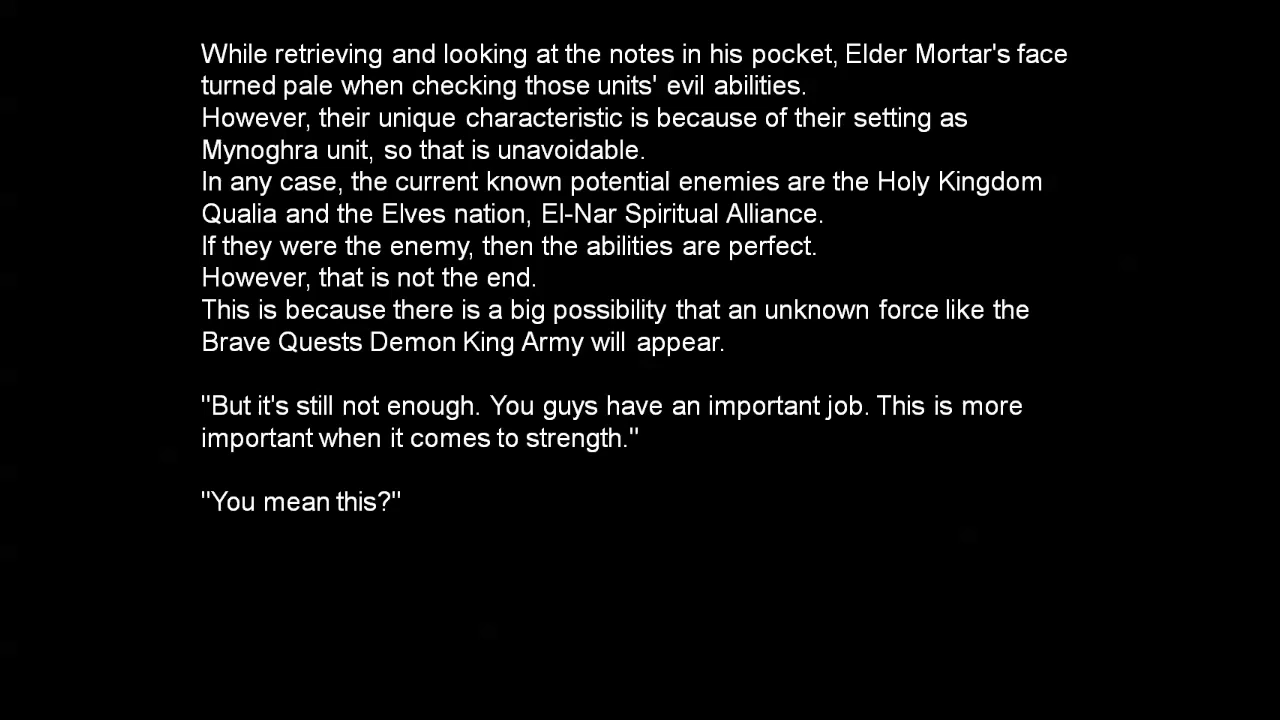 While retrieving and looking at the notes in his pocket, Elder Mortar's face
turned pale when checking those units' evil abilities.
However, their unique characteristic is because of their setting as
Mynoghra unit, so that is unavoidable.
In any case, the current known potential enemies are the Holy Kingdom
Qualia and the Elves nation, El-Nar Spiritual Alliance.
If they were the enemy, then the abilities are perfect.
However, that is not the end.
This is because there is a big possibility that an unknown force like the
Brave Quests Demon King Army will appear.
"But it's still not enough. You guys have an important job. This is more
important when it comes to strength."
"You mean this?"